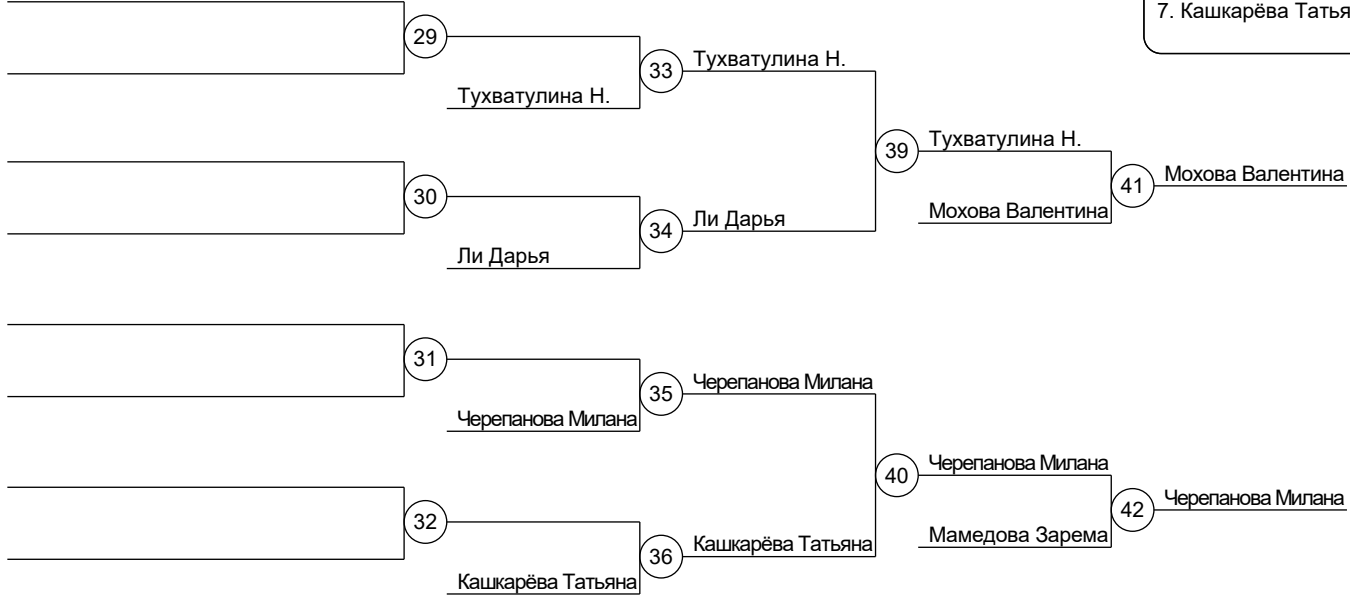 7. Кашкарёва Татья
29
33
Тухватулина Н.
Тухватулина Н.
39
Тухватулина Н.
41
Мохова Валентина
30
Мохова Валентина
34
Ли Дарья
Ли Дарья
31
35
Черепанова Милана
Черепанова Милана
40
Черепанова Милана
42
Черепанова Милана
32
Мамедова Зарема
36
Кашкарёва Татьяна
Кашкарёва Татьяна